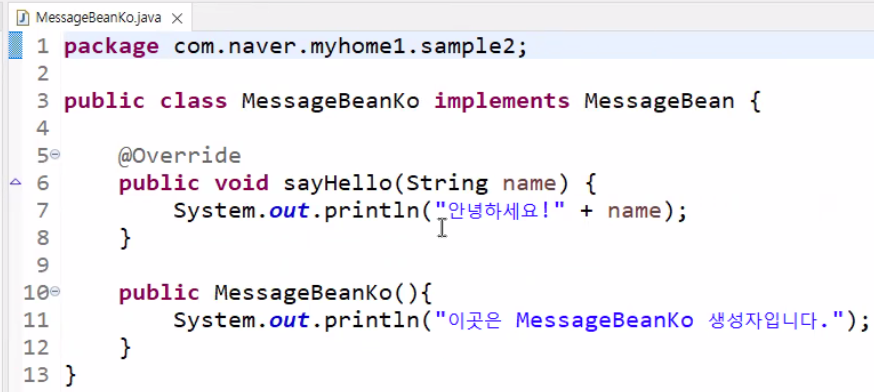 MessageBeanKo.java
1 package com.naver.myhome1.sample2;
2
3 public class MessageBeanKo implements MessageBean {
4
5 @Override
6 public void sayHello(String name) {
7 System.out.println("안녕하세요!" + name);
8 }
9
10 public MessageBeanKo(){
11 System.out.println("이곳은 MessageBeanKo 생성자입니다.");
12 }
13 }